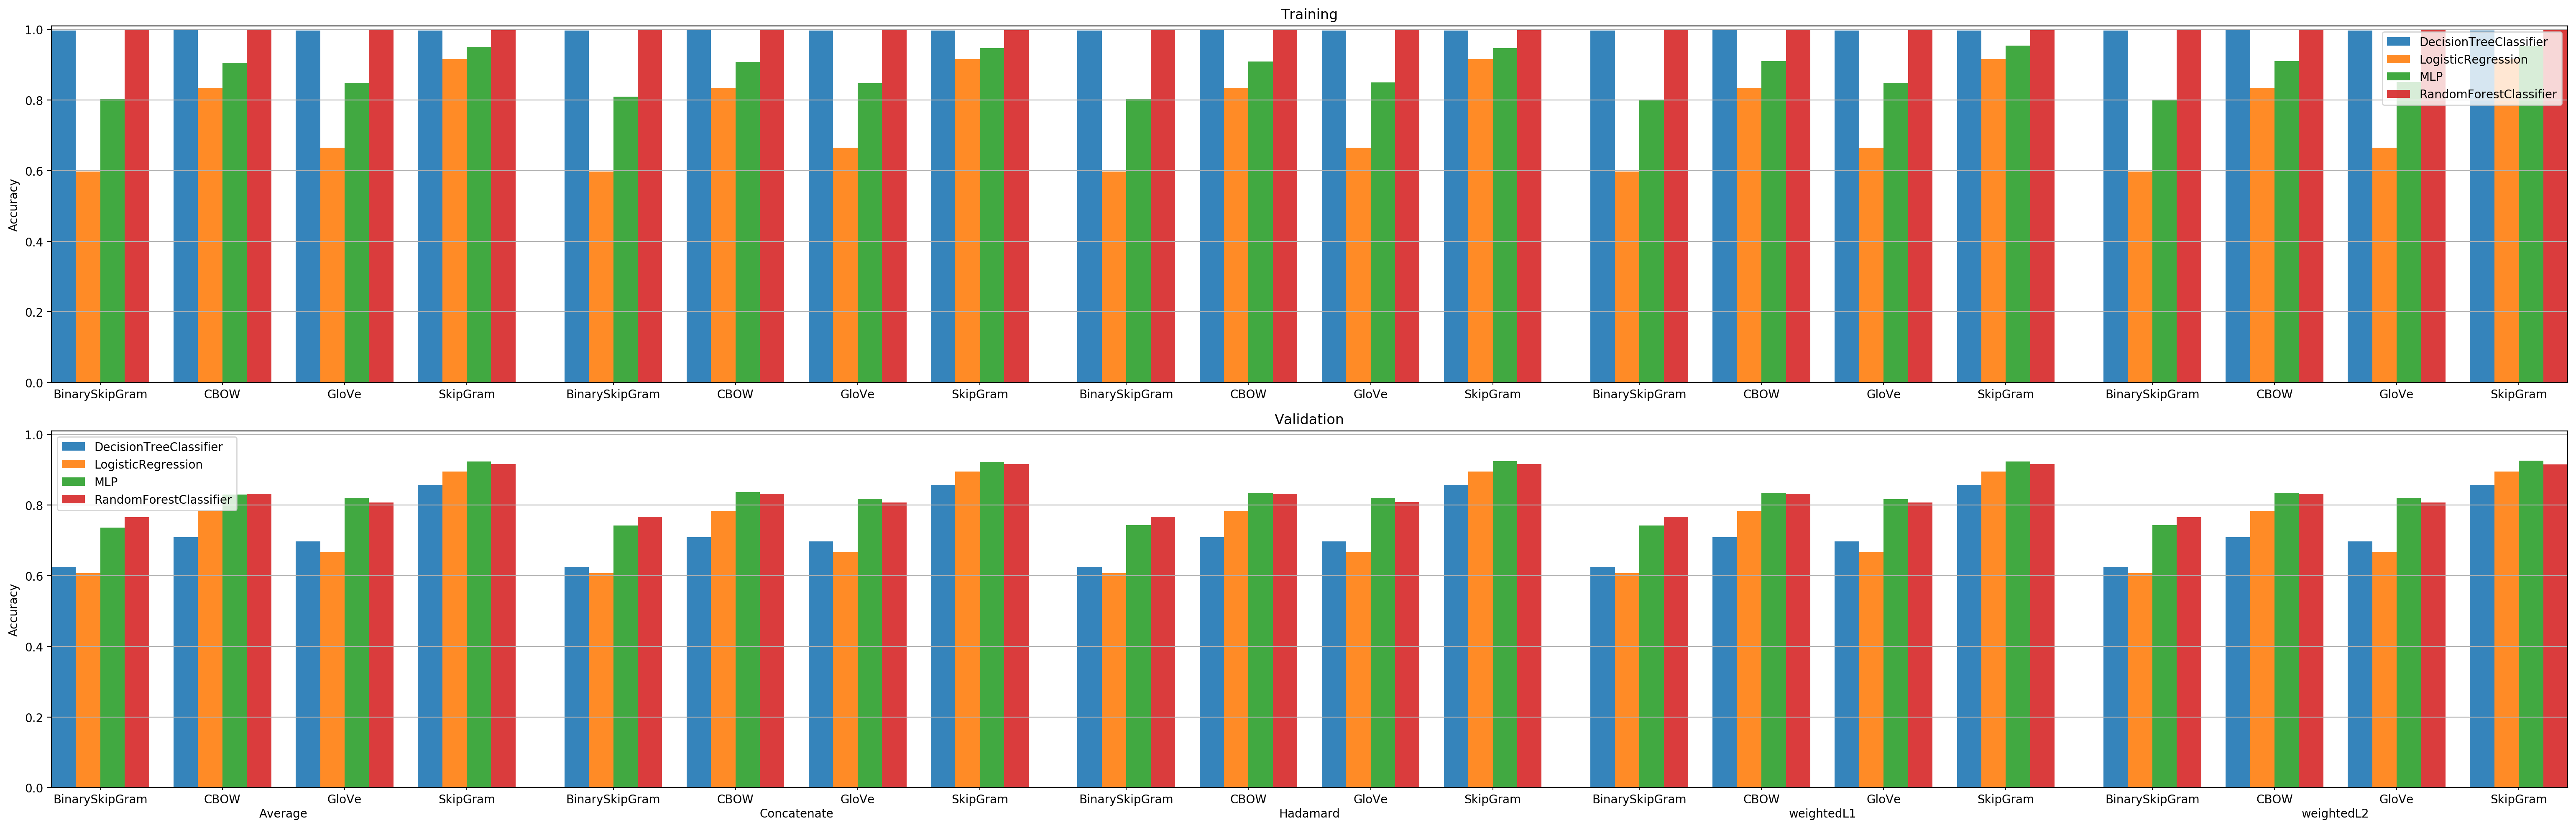 Training
Accuracy
1.0
0.8
0.6
0.4
0.2
0.0
DecisionTreeClassifier
LogisticRegression
MLP
RandomForestClassifier
BinarySkipGram CBOW GloVe SkipGram BinarySkipGram CBOW GloVe SkipGram BinarySkipGram CBOW GloVe SkipGram BinarySkipGram CBOW GloVe SkipGram BinarySkipGram CBOW GloVe SkipGram
Validation
Accuracy
1.0
0.8
0.6
0.4
0.2
0.0
DecisionTreeClassifier
LogisticRegression
MLP
RandomForestClassifier
BinarySkipGram CBOW GloVe SkipGram BinarySkipGram CBOW GloVe SkipGram BinarySkipGram CBOW GloVe SkipGram BinarySkipGram CBOW GloVe SkipGram BinarySkipGram CBOW GloVe SkipGram
Average Concatenate Hadamard weightedL1 weightedL2